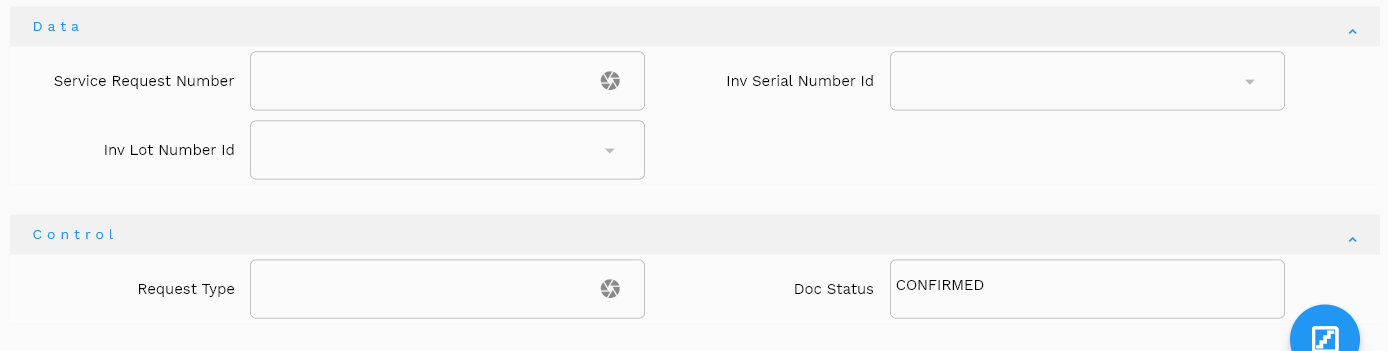 Data
Service Request Number
Inv Serial Number Id
Inv Lot Number Id
Control
Request Type
Doc Status CONFIRMED